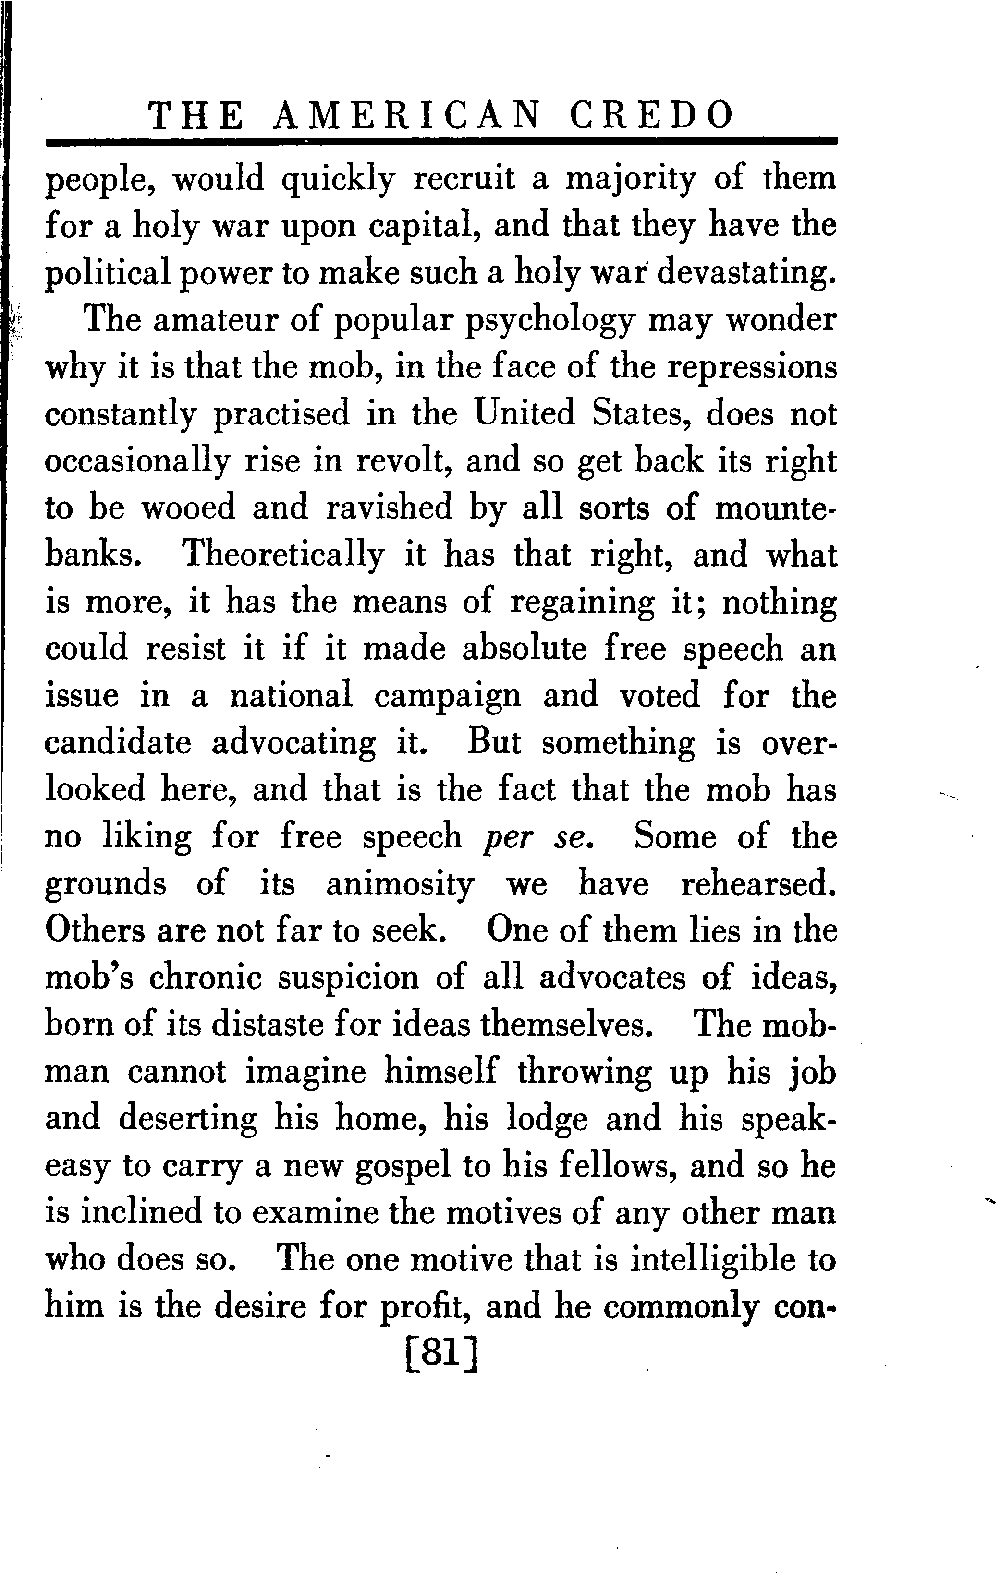 THE AMERICAN CREDO
people, would quickly recruit a majority of them
for a holy war upon capital, and that they have the
political power to make such a holy war devastating.
The amateur of popular psychology may wonder
why it is that the mob, in the face of the repressions
constantly practised in the United States, does not
occasionally rise in revolt, and so get back its right
to be wooed and ravished by all sorts of mounte-
banks. Theoretically it has that right, and what
is more, it has the means of regaining it; nothing
could resist it if it made absolute free speech an
issue in a national campaign and voted for the
candidate advocating it. But something is over-
looked here, and that is the fact that the mob has
no liking for free speech per se. Some of the
grounds of its animosity we have rehearsed.
Others are not far to seek. One of them lies in the
mob's chronic suspicion of all advocates of ideas,
born of its distaste for ideas themselves. The mob-
man cannot imagine himself throwing up his job
and deserting his home, his lodge and his speak-
easy to carry a new gospel to his fellows, and so he
is inclined to examine the motives of any other man
who does so. The one motive that is intelligible to
him is the desire for profit, and he commonly con-
[81]